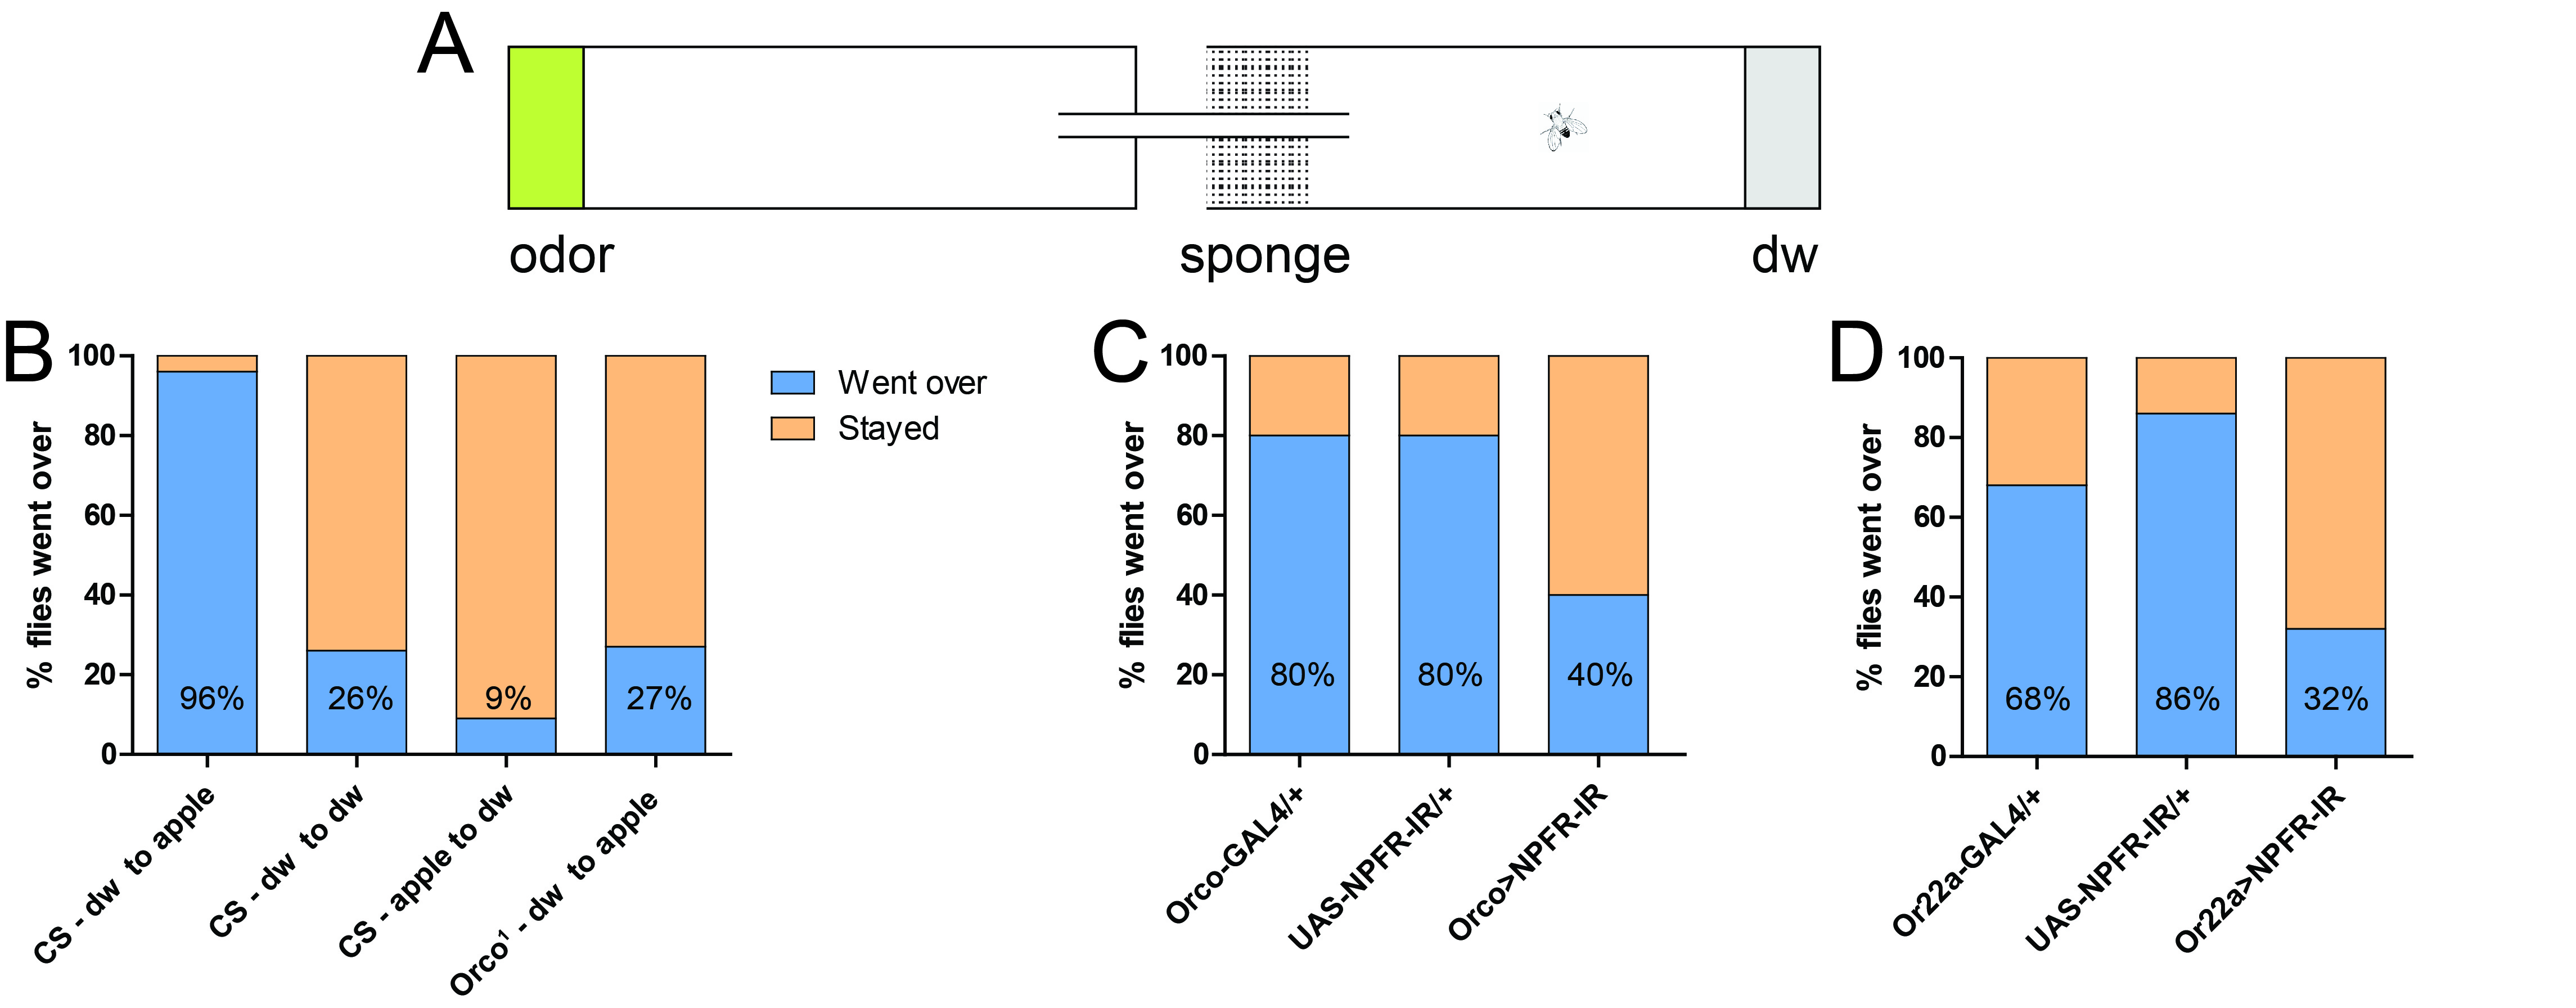 A
odor
sponge
dw
B
% flies went over
100
80
60
40
20
0
96%
26%
9%
27%
CS - dw to apple
CS - dw to dw
CS - apple to dw
Orco¹ - dw to apple
Went over
Stayed
C
% flies went over
100
80
60
40
20
0
80%
80%
40%
Orco-GAL4/+
UAS-NPFR-IR/+
Orco>NPFR-IR
D
% flies went over
100
80
60
40
20
0
68%
86%
32%
Or22a-GAL4/+
UAS-NPFR-IR/+
Or22a>NPFR-IR